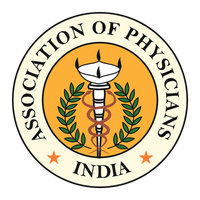 ASSOCIATION OF PHYSICIANS
INDIA